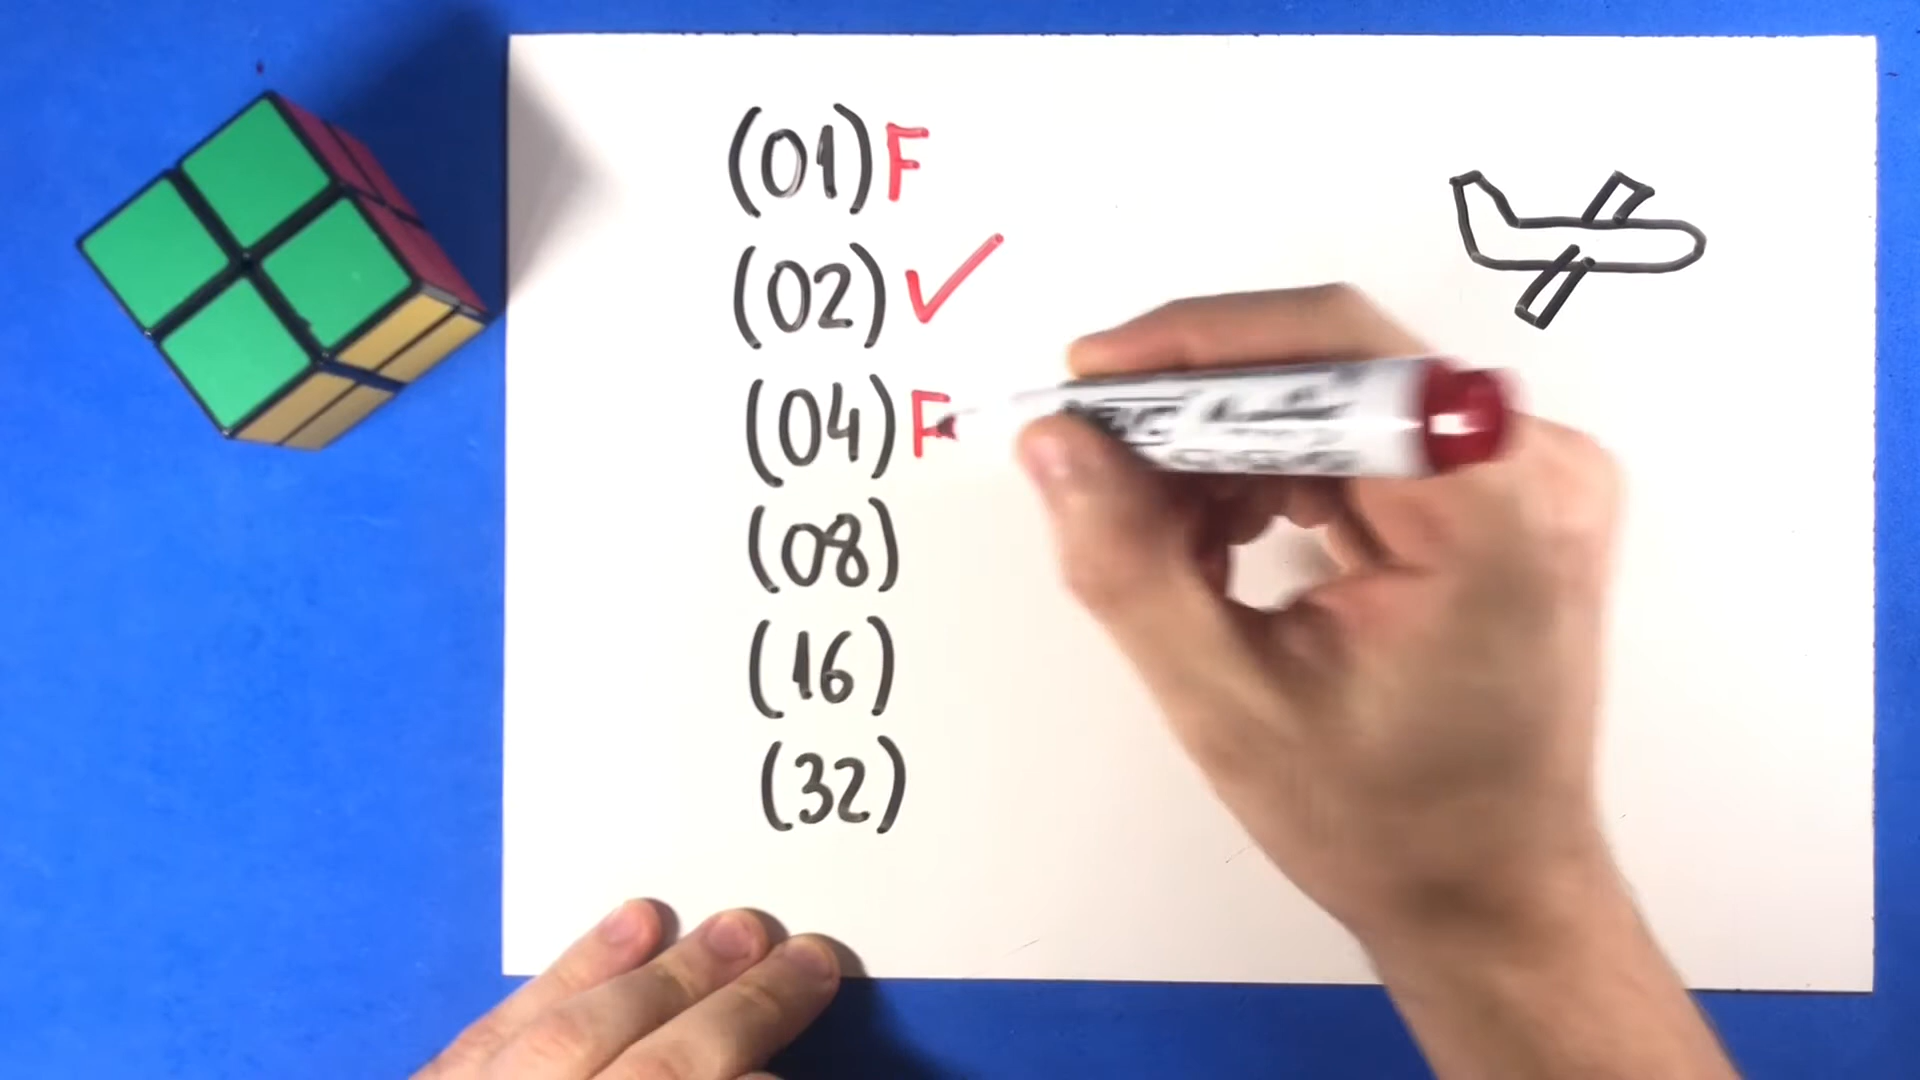 (01) F
(02) ✓
(04) F
(08)
(16)
(32)